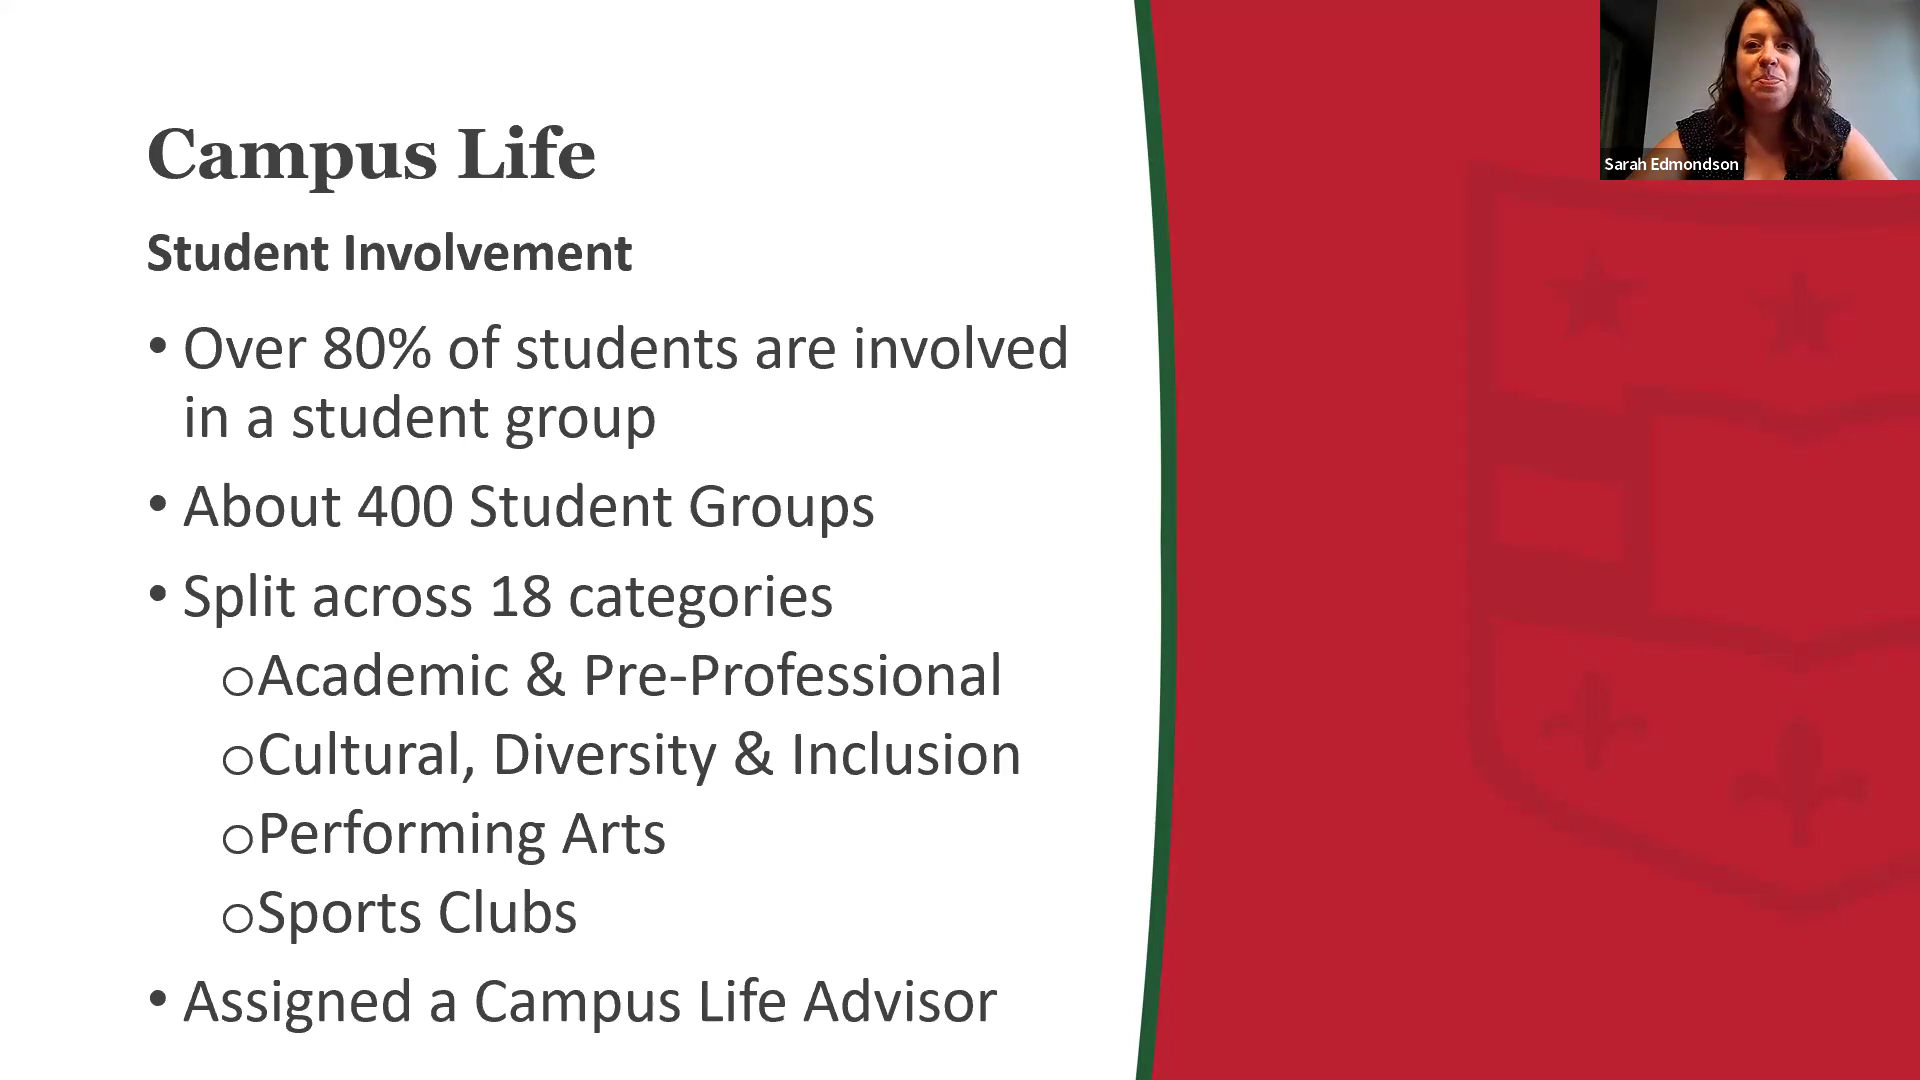 Campus Life
Student Involvement
• Over 80% of students are involved
in a student group
• About 400 Student Groups
• Split across 18 categories
oAcademic & Pre-Professional
oCultural, Diversity & Inclusion
oPerforming Arts
oSports Clubs
• Assigned a Campus Life Advisor
Sarah Edmondson